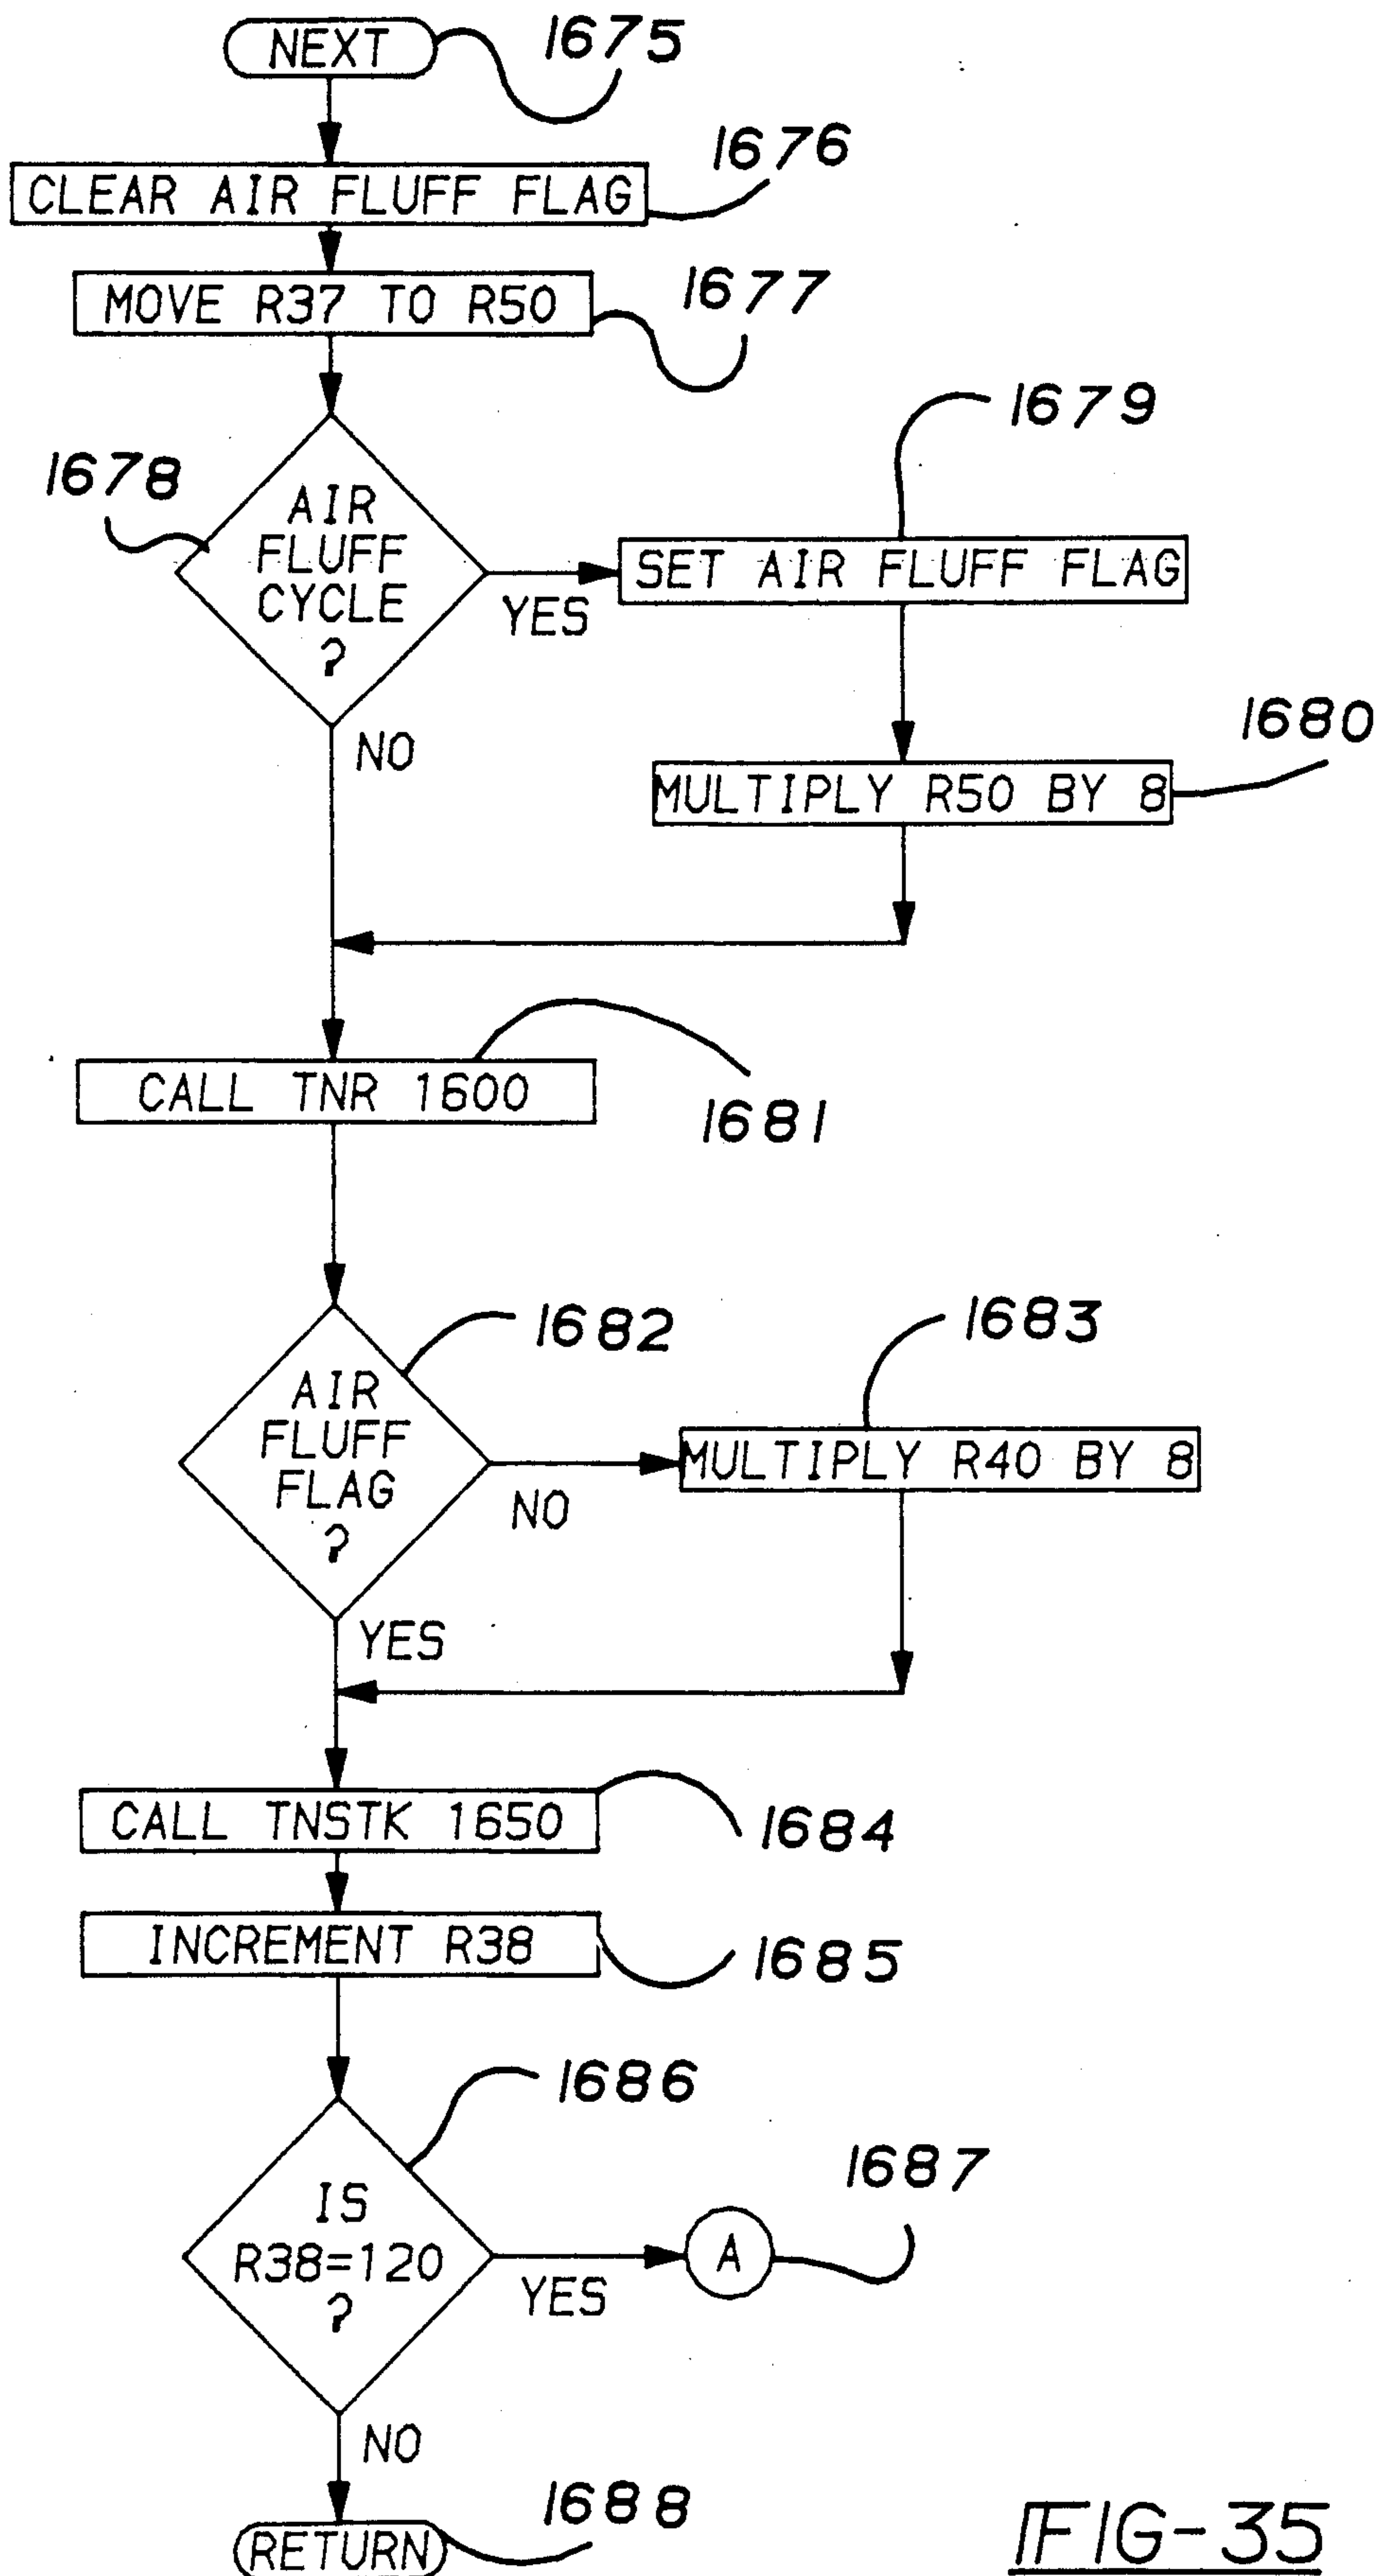 NEXT
1675
1676
CLEAR AIR FLUFF FLAG
1677
MOVE R37 TO R50
1678
AIR
FLUFF
CYCLE
?
YES
NO
1679
SET AIR FLUFF FLAG
1680
MULTIPLY R50 BY 8
CALL TNR 1600
1681
1682
AIR
FLUFF
FLAG
?
NO
YES
1683
MULTIPLY R40 BY 8
CALL TNSTK 1650
1684
INCREMENT R38
1685
1686
IS
R38=120
?
YES
A
1687
NO
RETURN
1688
FIG-35